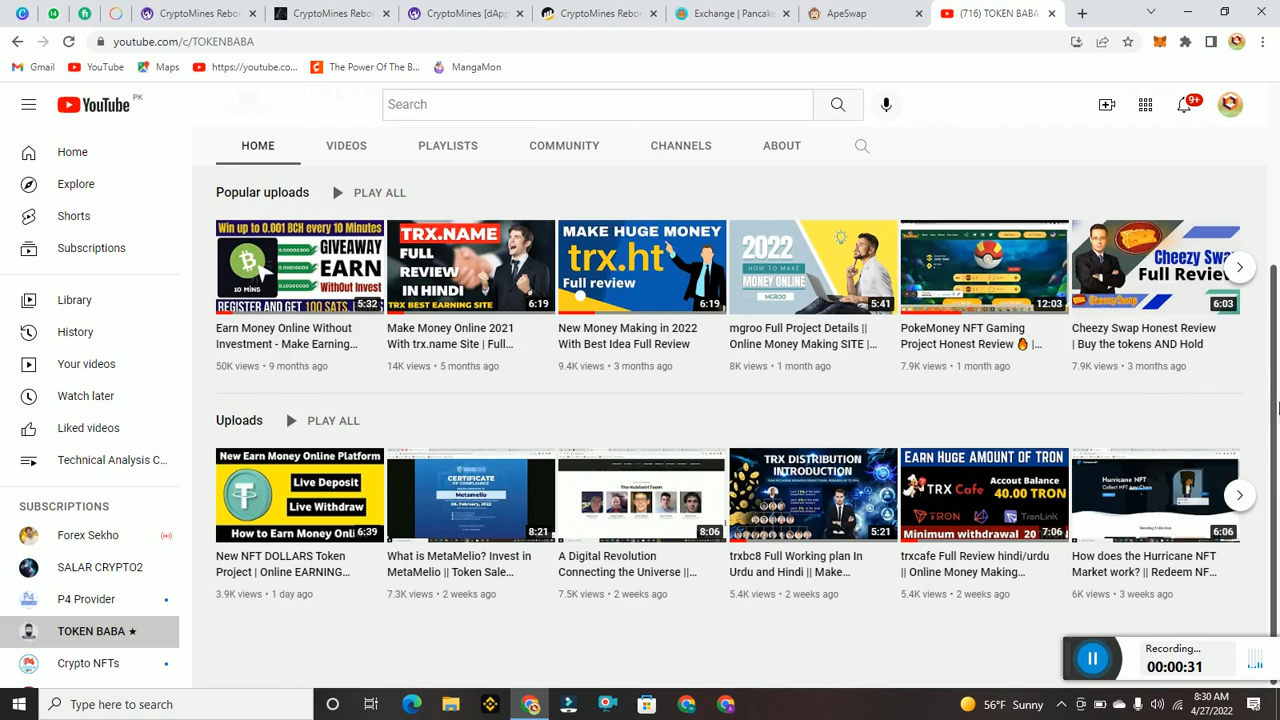 CryptoMines Rebor
CryptoMines Rebo
CryptoMines [dApp
CryptoMines Rebor
Exchange | Pancake
ApeSwap
(716) TOKEN BABA
youtube.com/c/TOKENBABA
Gmail YouTube Maps https://youtube.co... The Power Of The B... MangaMon
YouTube PK
Search
9+
HOME VIDEOS PLAYLISTS COMMUNITY CHANNELS ABOUT
Home
Explore
Shorts
Subscriptions
Library
History
Your videos
Watch later
Liked videos
Technical Analysis C...
SUBSCRIPTIONS
Forex Sekho
SALAR CRYPTO2
P4 Provider
TOKEN BABA ★
Crypto NFTs
Popular uploads PLAY ALL
Win up to 0.001 BCH every 10 Minutes
GIVEAWAY
EARN
Without Invest
10 MINS
REGISTER AND GET 100 SATS
5:32
Earn Money Online Without
Investment - Make Earning...
50K views • 9 months ago
TRX.NAME
FULL
REVIEW
IN HINDI
TRX BEST EARNING SITE
6:19
Make Money Online 2021
With trx.name Site | Full...
14K views • 5 months ago
MAKE HUGE MONEY
trx.ht
Full review
6:19
New Money Making in 2022
With Best Idea Full Review
9.4K views • 3 months ago
2022
HOW TO MAKE
MONEY ONLINE
MGROO
5:41
mgroo Full Project Details ||
Online Money Making SITE |...
8K views • 1 month ago
12:03
PokeMoney NFT Gaming
Project Honest Review 🔥 |...
7.9K views • 1 month ago
Cheezy Swap
Full Review
CHEEZYSWAP
6:03
Cheezy Swap Honest Review
| Buy the tokens AND Hold
7.9K views • 3 months ago
Uploads PLAY ALL
New Earn Money Online Platform
Live Deposit
Live Withdraw
How to Earn Money Onli
6:39
New NFT DOLLARS Token
Project | Online EARNING...
3.9K views • 1 day ago
CERTIFICATE
OF COMPLIANCE
Metamelio
8:21
What is MetaMelio? Invest in
MetaMelio || Token Sale...
7.3K views • 2 weeks ago
8:06
A Digital Revolution
Connecting the Universe ||...
7.5K views • 2 weeks ago
TRX DISTRIBUTION
INTRODUCTION
5:21
trxbc8 Full Working plan In
Urdu and Hindi || Make...
5.4K views • 2 weeks ago
EARN HUGE AMOUNT OF TRON
TRX Cafe
Accout Balance
40.00 TRON
TRON TRONLINK
Minimum withdrawal 20
7:06
trxcafe Full Review hindi/urdu
|| Online Money Making...
5.4K views • 2 weeks ago
Hurricane NFT
6:06
How does the Hurricane NFT
Market work? || Redeem NF...
6K views • 3 weeks ago
Recording...
00:00:31
Type here to search
56°F Sunny
8:30 AM
4/27/2022